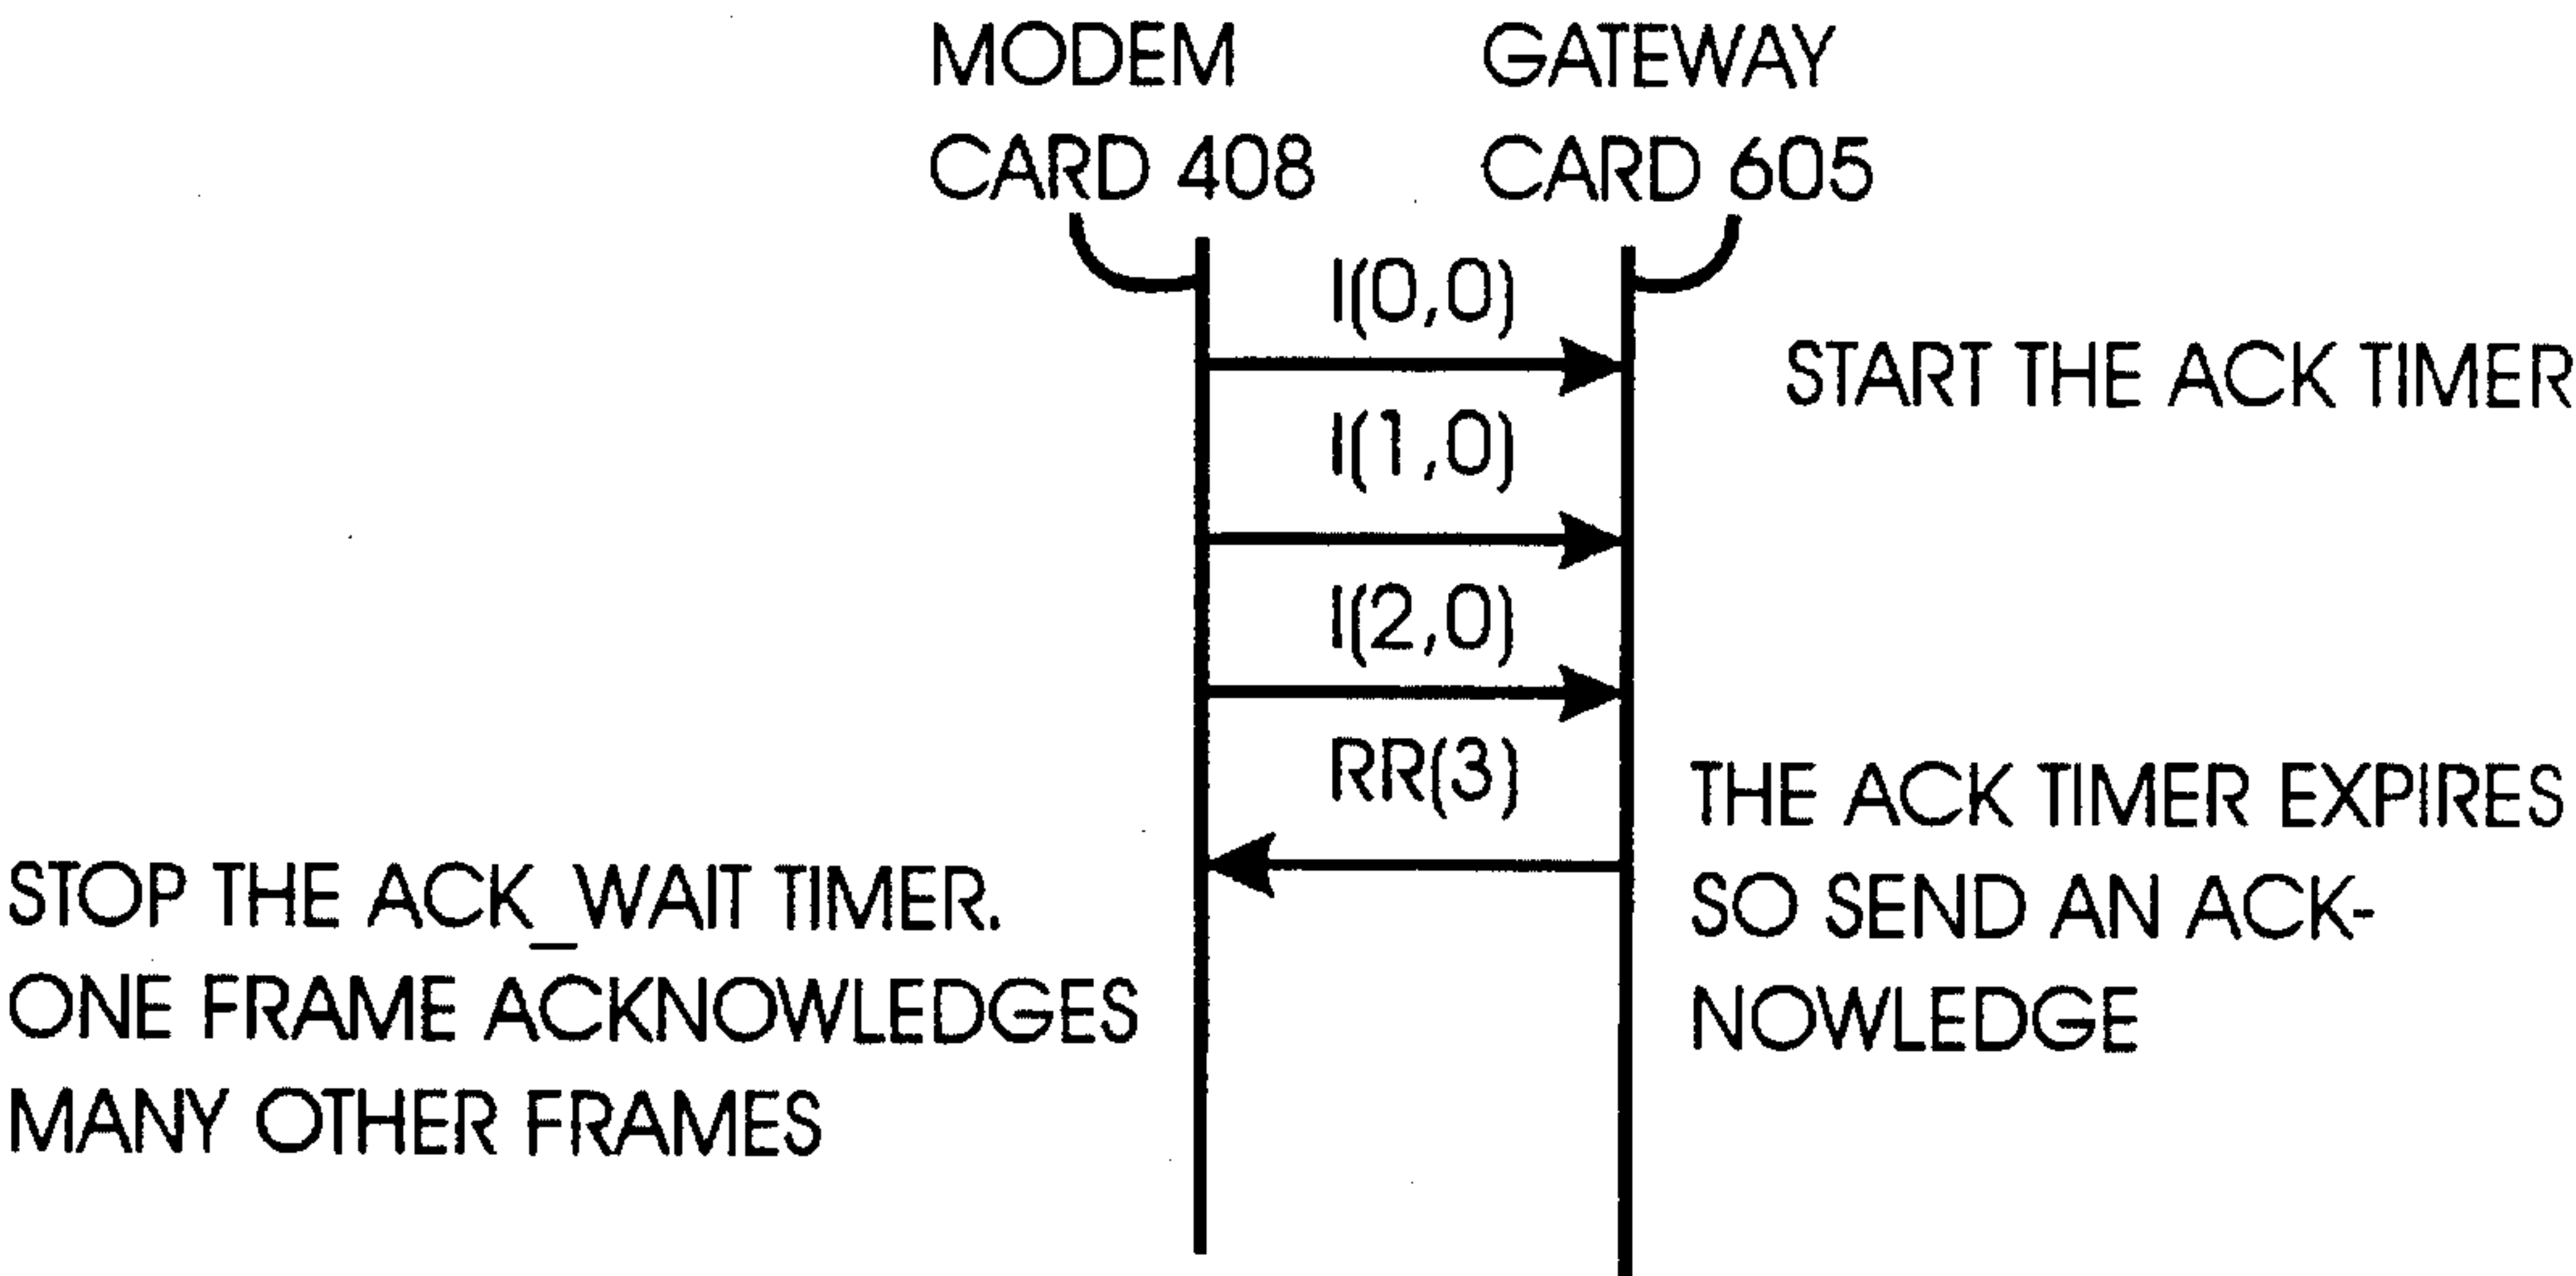 MODEM
CARD 408
GATEWAY
CARD 605
I(0,0)
START THE ACK TIMER
I(1,0)
I(2,0)
RR(3)
THE ACK TIMER EXPIRES
SO SEND AN ACK-
NOWLEDGE
STOP THE ACK_WAIT TIMER.
ONE FRAME ACKNOWLEDGES
MANY OTHER FRAMES